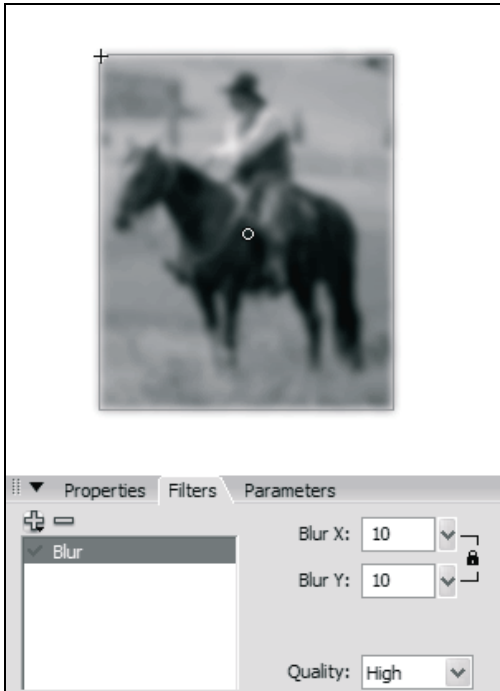 Properties Filters Parameters
Blur
Blur X: 10
Blur Y: 10
Quality: High